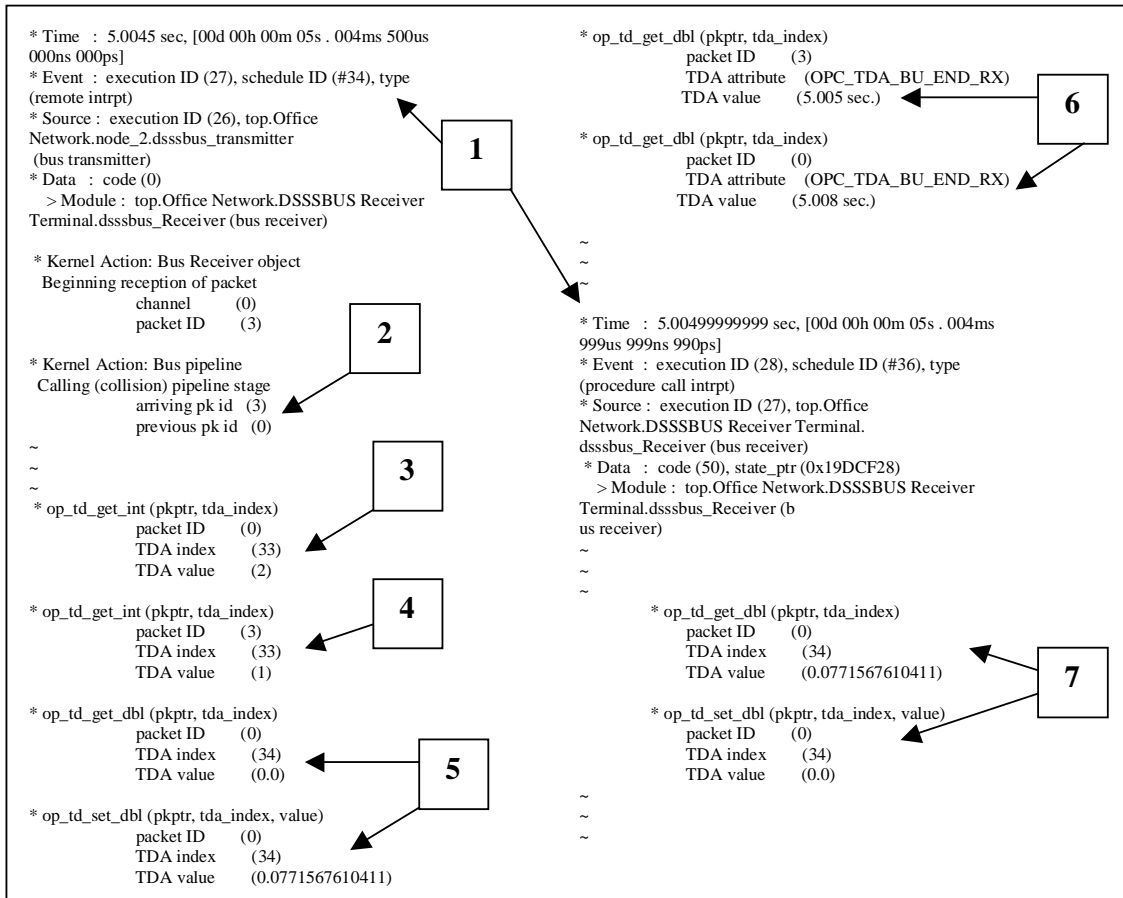 * Time : 5.0045 sec, [00d 00h 00m 05s . 004ms 500us
000ns 000ps]
* Event : execution ID (27), schedule ID (#34), type
(remote intrpt)
* Source : execution ID (26), top.Office
Network.node_2.dsssbus_transmitter
(bus transmitter)
* Data : code (0)
> Module : top.Office Network.DSSSBUS Receiver
Terminal.dsssbus_Receiver (bus receiver)
1
* Kernel Action: Bus Receiver object
Beginning reception of packet
channel (0)
packet ID (3)
2
* Kernel Action: Bus pipeline
Calling (collision) pipeline stage
arriving pk id (3)
previous pk id (0)
~
~
~
3
* op_td_get_int (pkptr, tda_index)
packet ID (0)
TDA index (33)
TDA value (2)
4
* op_td_get_int (pkptr, tda_index)
packet ID (3)
TDA index (33)
TDA value (1)
* op_td_get_dbl (pkptr, tda_index)
packet ID (0)
TDA index (34)
TDA value (0.0)
5
* op_td_set_dbl (pkptr, tda_index, value)
packet ID (0)
TDA index (34)
TDA value (0.0771567610411)
* op_td_get_dbl (pkptr, tda_index)
packet ID (3)
TDA attribute (OPC_TDA_BU_END_RX)
TDA value (5.005 sec.)
6
* op_td_get_dbl (pkptr, tda_index)
packet ID (0)
TDA attribute (OPC_TDA_BU_END_RX)
TDA value (5.008 sec.)
~
~
~
* Time : 5.00499999999 sec, [00d 00h 00m 05s . 004ms
999us 999ns 990ps]
* Event : execution ID (28), schedule ID (#36), type
(procedure call intrpt)
* Source : execution ID (27), top.Office
Network.DSSSBUS Receiver Terminal.
dsssbus_Receiver (bus receiver)
* Data : code (50), state_ptr (0x19DCF28)
> Module : top.Office Network.DSSSBUS Receiver
Terminal.dsssbus_Receiver (b
us receiver)
~
~
~
* op_td_get_dbl (pkptr, tda_index)
packet ID (0)
TDA index (34)
TDA value (0.0771567610411)
7
* op_td_set_dbl (pkptr, tda_index, value)
packet ID (0)
TDA index (34)
TDA value (0.0)
~
~
~